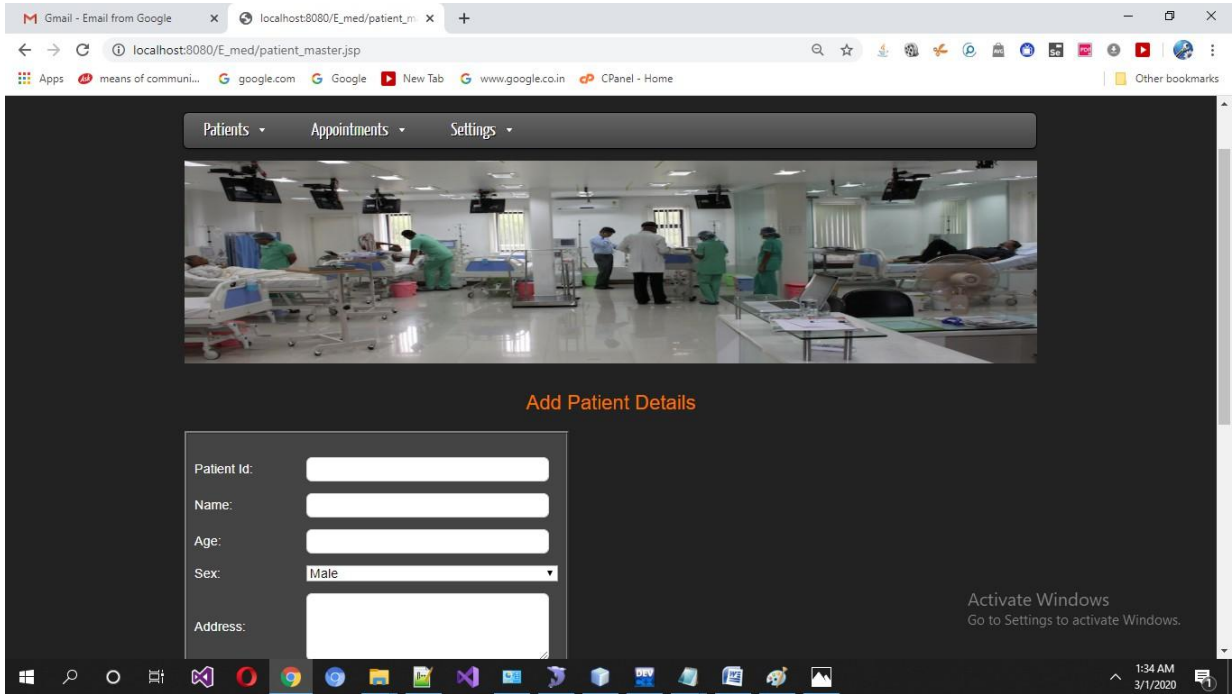 Gmail - Email from Google
localhost:8080/E_med/patient_m
localhost:8080/E_med/patient_master.jsp
Apps
means of communi...
google.com
Google
New Tab
www.google.co.in
CPanel - Home
Other bookmarks
Patients
Appointments
Settings
Add Patient Details
Patient Id:
Name:
Age:
Sex:
Male
Address:
Activate Windows
Go to Settings to activate Windows.
1:34 AM
3/1/2020